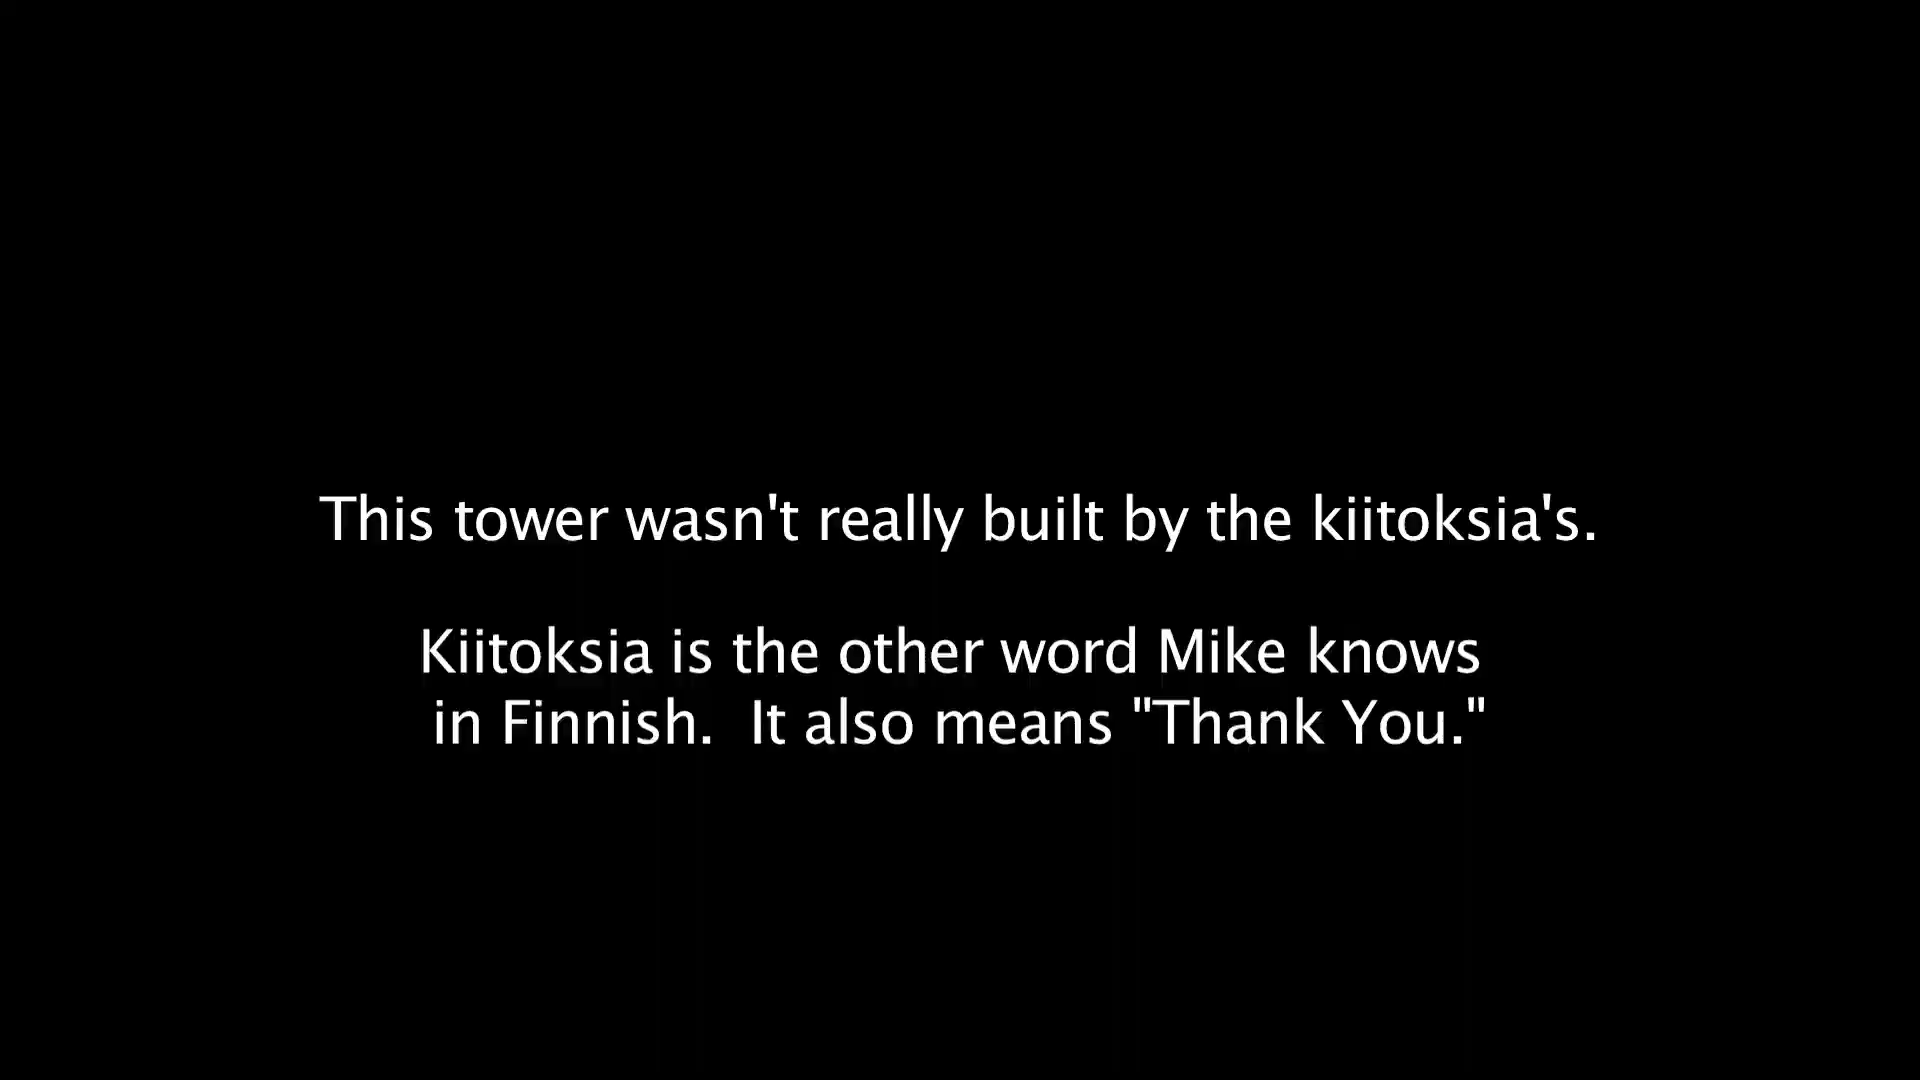 This tower wasn't really built by the kiitoksia's.
Kiitoksia is the other word Mike knows
in Finnish.  It also means "Thank You."